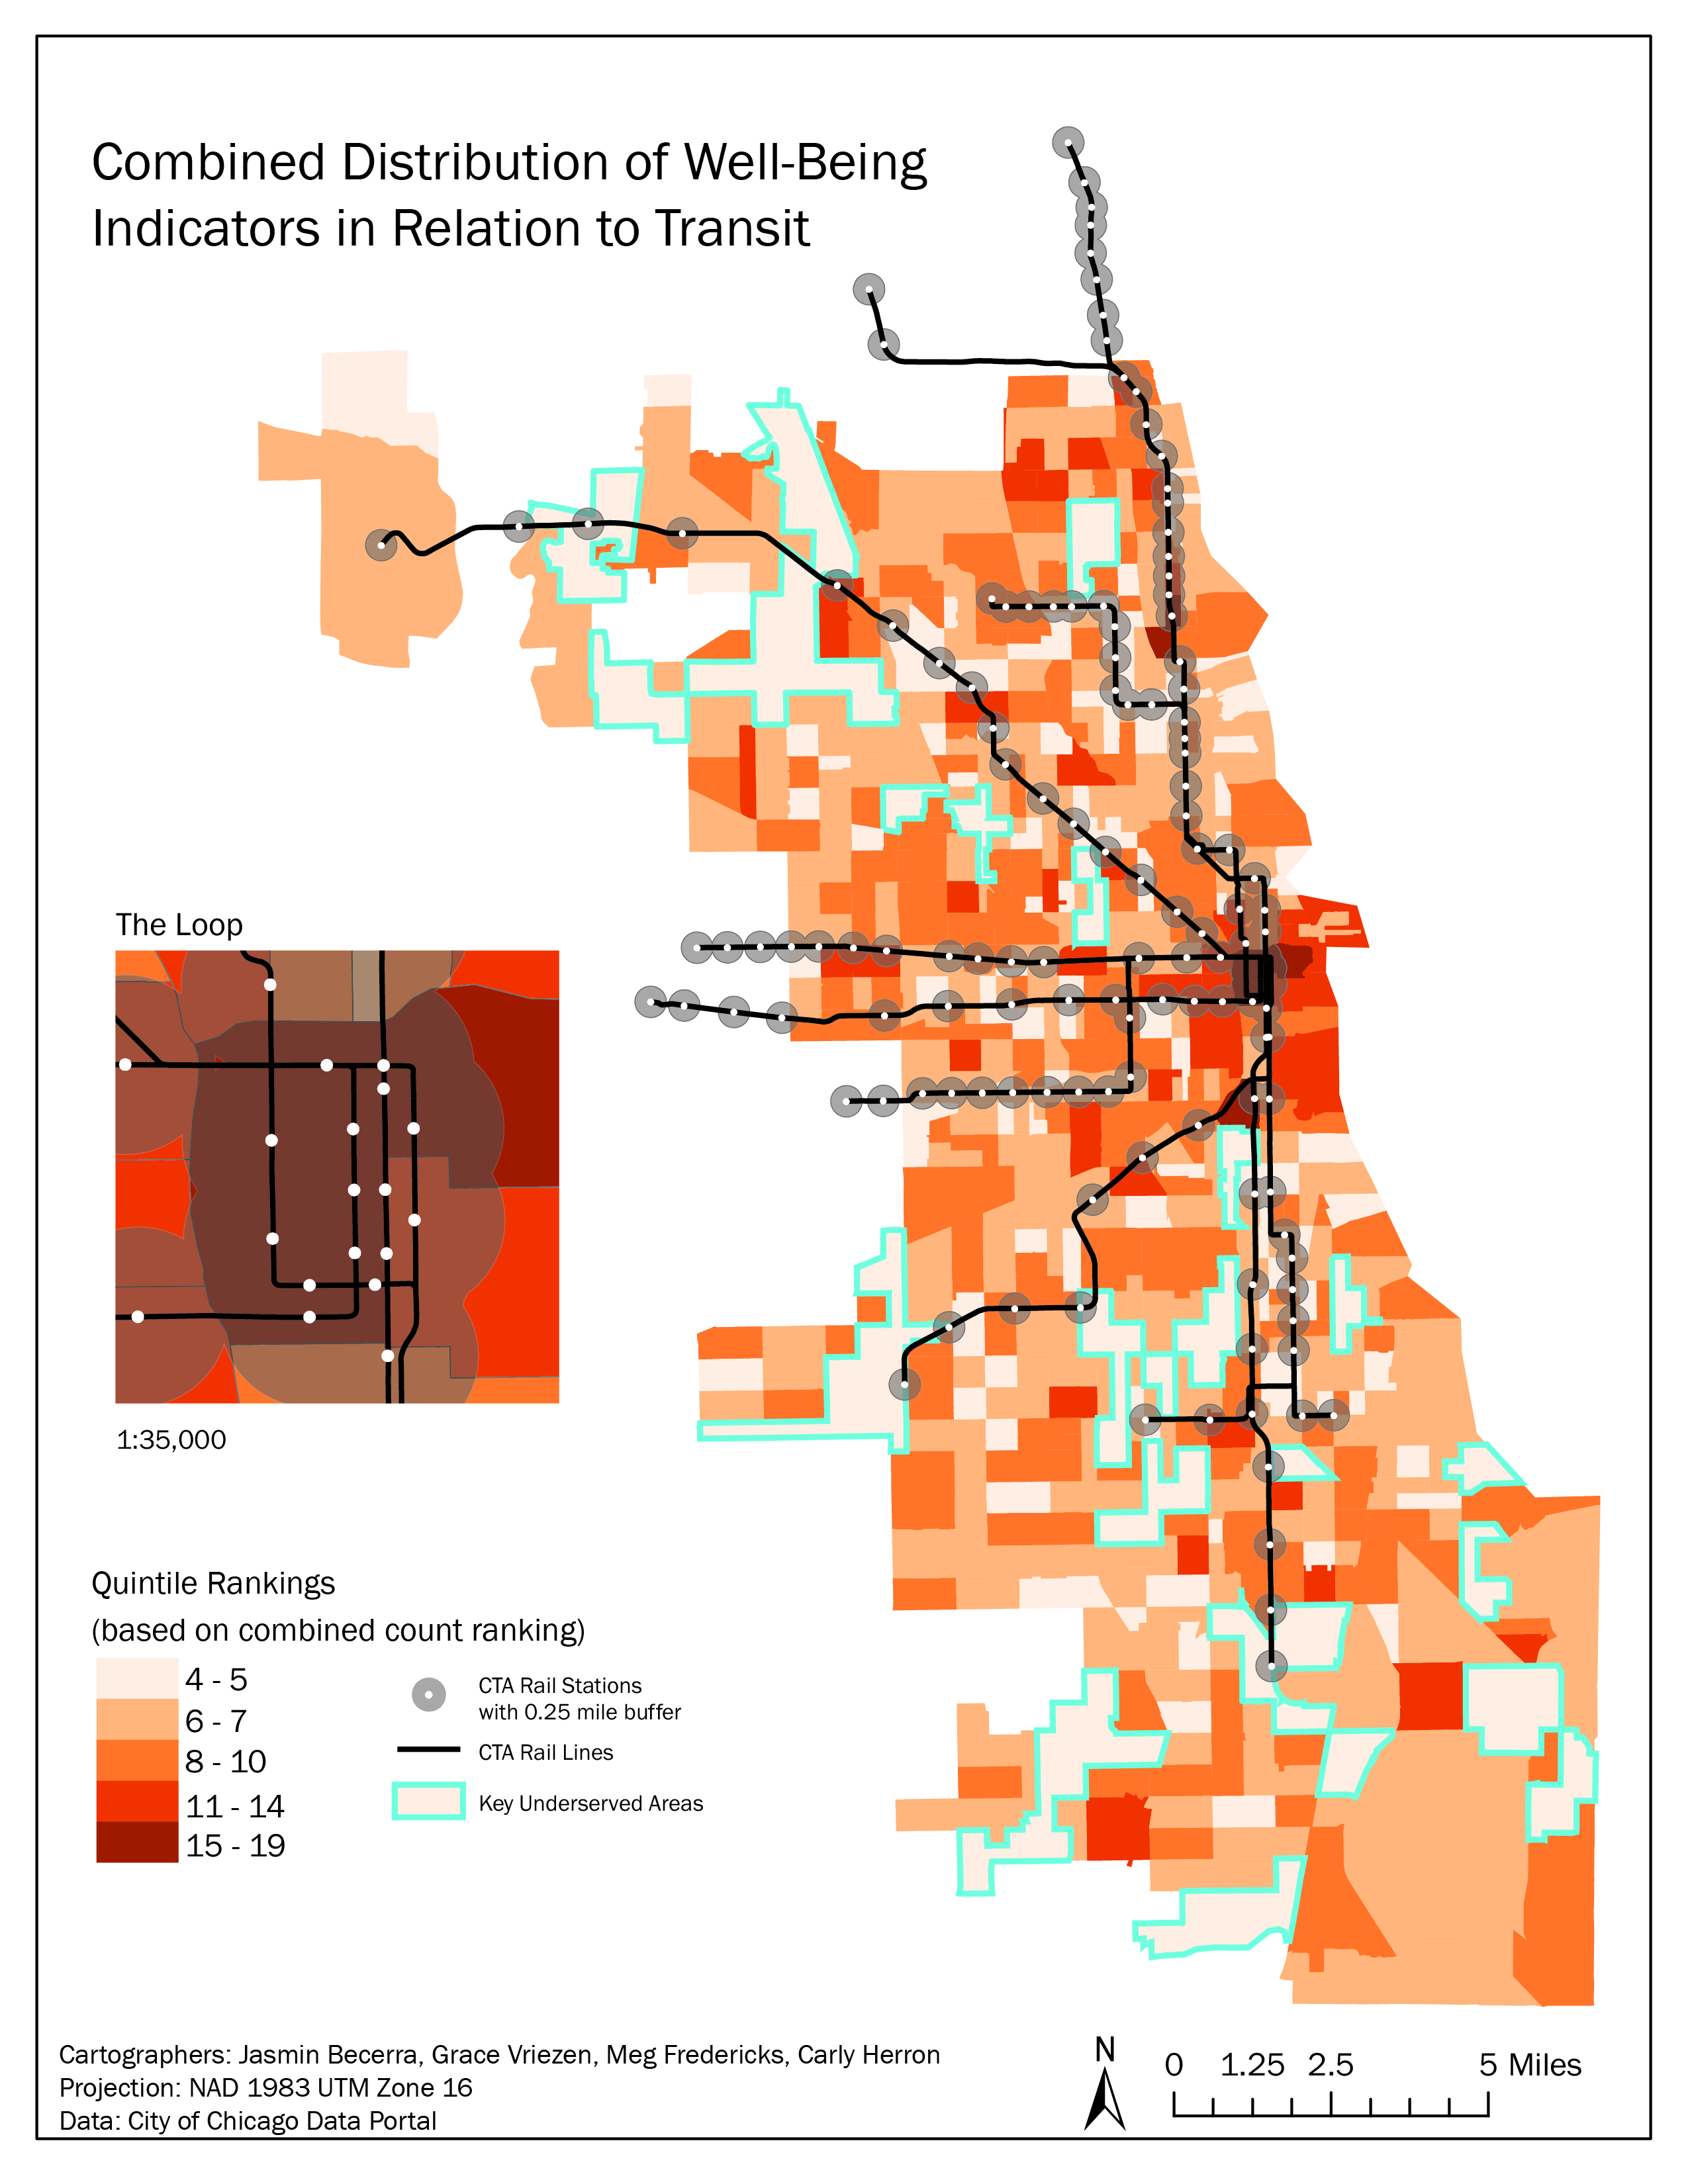 Combined Distribution of Well-Being
Indicators in Relation to Transit
The Loop
1:35,000
Quintile Rankings
(based on combined count ranking)
4 - 5
6 - 7
8 - 10
11 - 14
15 - 19
CTA Rail Stations
with 0.25 mile buffer
CTA Rail Lines
Key Underserved Areas
Cartographers: Jasmin Becerra, Grace Vriezen, Meg Fredericks, Carly Herron
Projection: NAD 1983 UTM Zone 16
Data: City of Chicago Data Portal
N
0 1.25 2.5 5 Miles